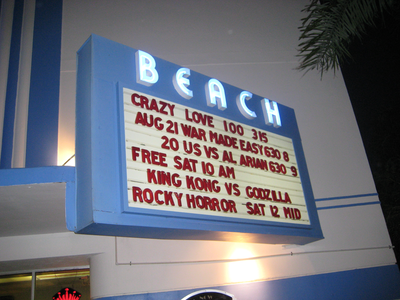 BEACH
CRAZY LOVE 100 315
AUG 21 WAR MADE EASY 630 8
20 US VS AL ARIAN 630 9
FREE SAT 10 AM
KING KONG VS GODZILLA
ROCKY HORROR SAT 12 MID